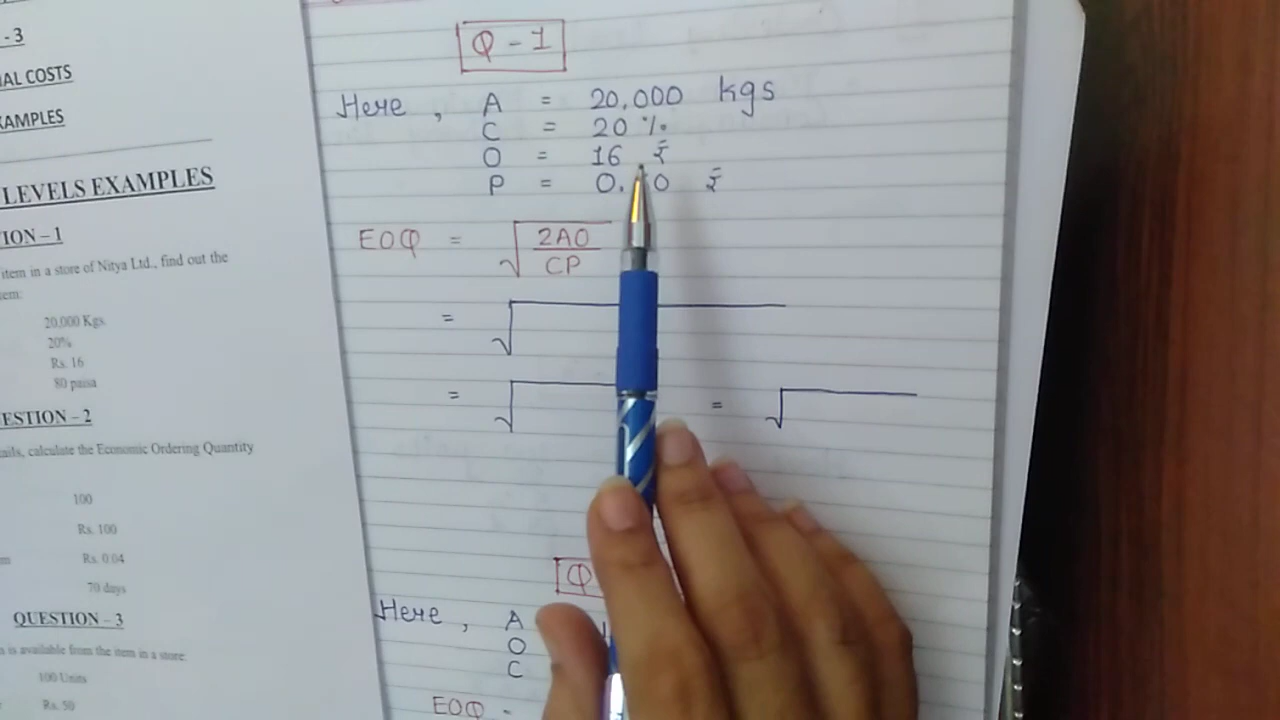 - 3
AL COSTS
XAMPLES
LEVELS EXAMPLES
ION – 1
item in a store of Nitya Ltd., find out the
em:
20,000 Kgs
20%
Rs. 16
80 paisa
ESTION – 2
ails, calculate the Economic Ordering Quantity
100
Rs. 100
m Rs. 0.04
70 days
QUESTION – 3
is available from the item in a store:
100 Units
Rs. 50
Q - 1
Here , A = 20,000 kgs
C = 20 %
O = 16 ₹
P = 0. 0 ₹
EOQ = √ 2AO
CP
= √
= √ = √
Q
Here , A
O
C
EOQ =